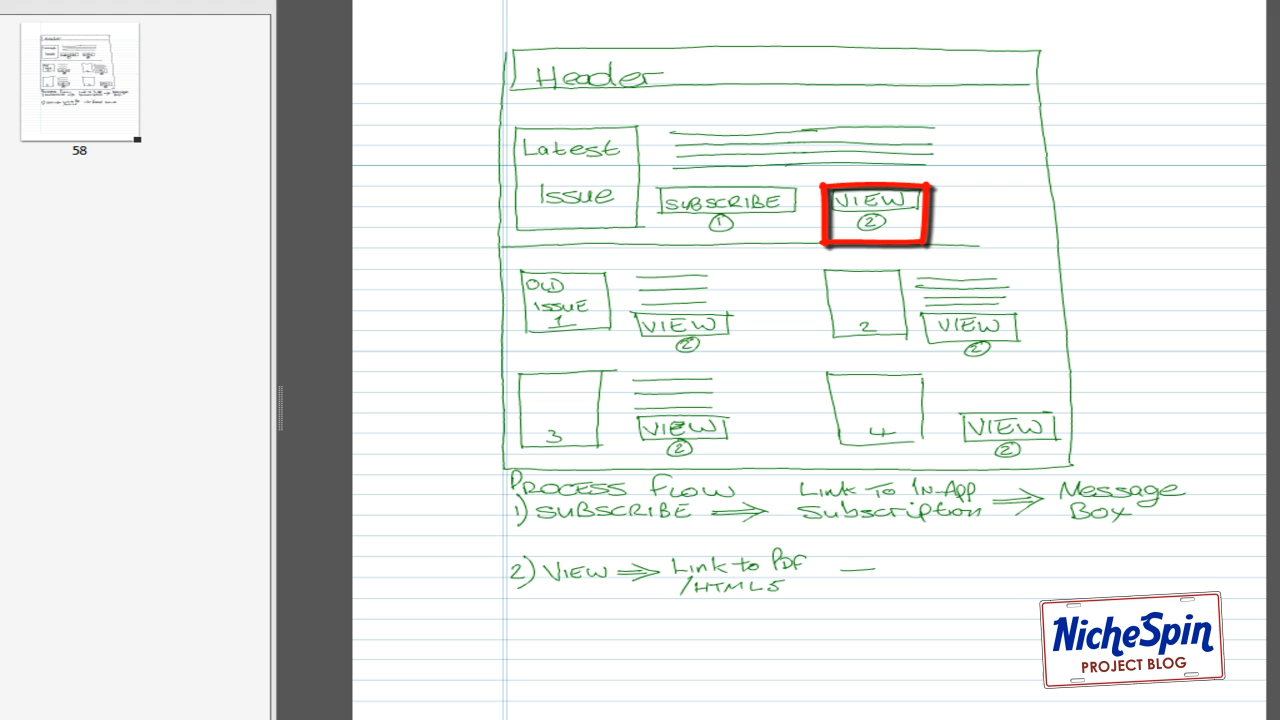 58
Header
Latest
Issue
SUBSCRIBE
1
VIEW
2
OLD
ISSUE
1
VIEW
2
2
VIEW
2
3
VIEW
2
4
VIEW
2
PROCESS FLOW
1) SUBSCRIBE ⇒ Link To In-App Subscription ⇒ Message Box
2) VIEW ⇒ Link to PDF /HTML5 —
NicheSpin
PROJECT BLOG